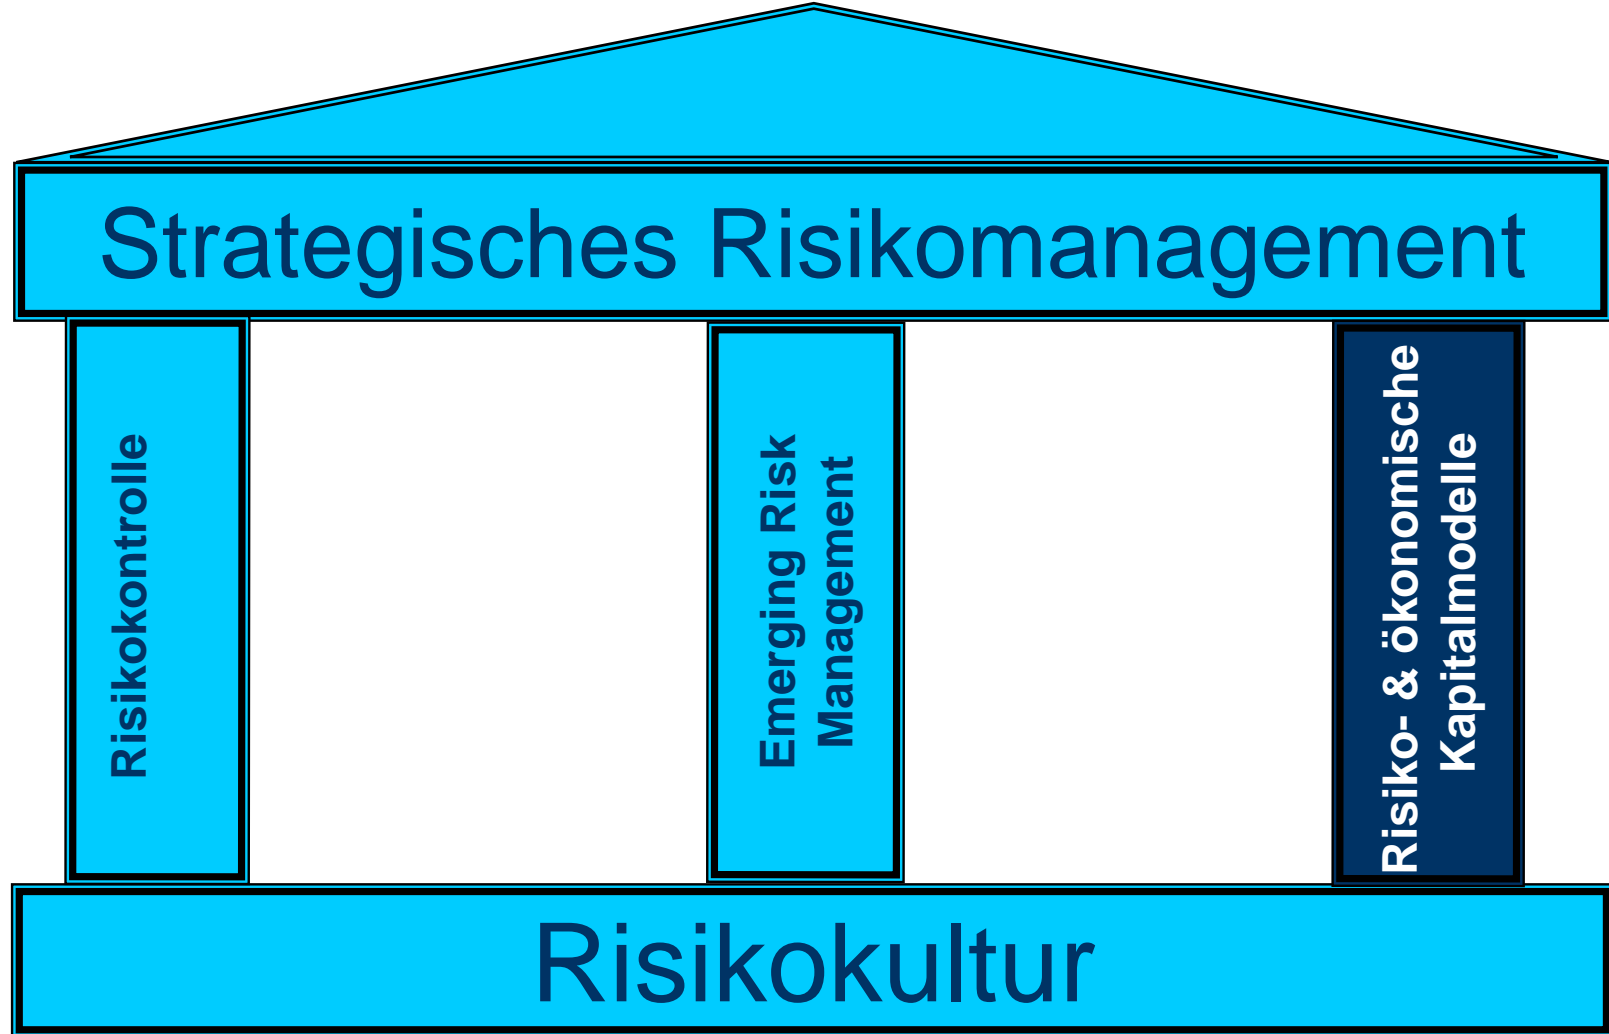 Strategisches Risikomanagement
Risikokontrolle
Emerging Risk
Management
Risiko- & ökonomische
Kapitalmodelle
Risikokultur